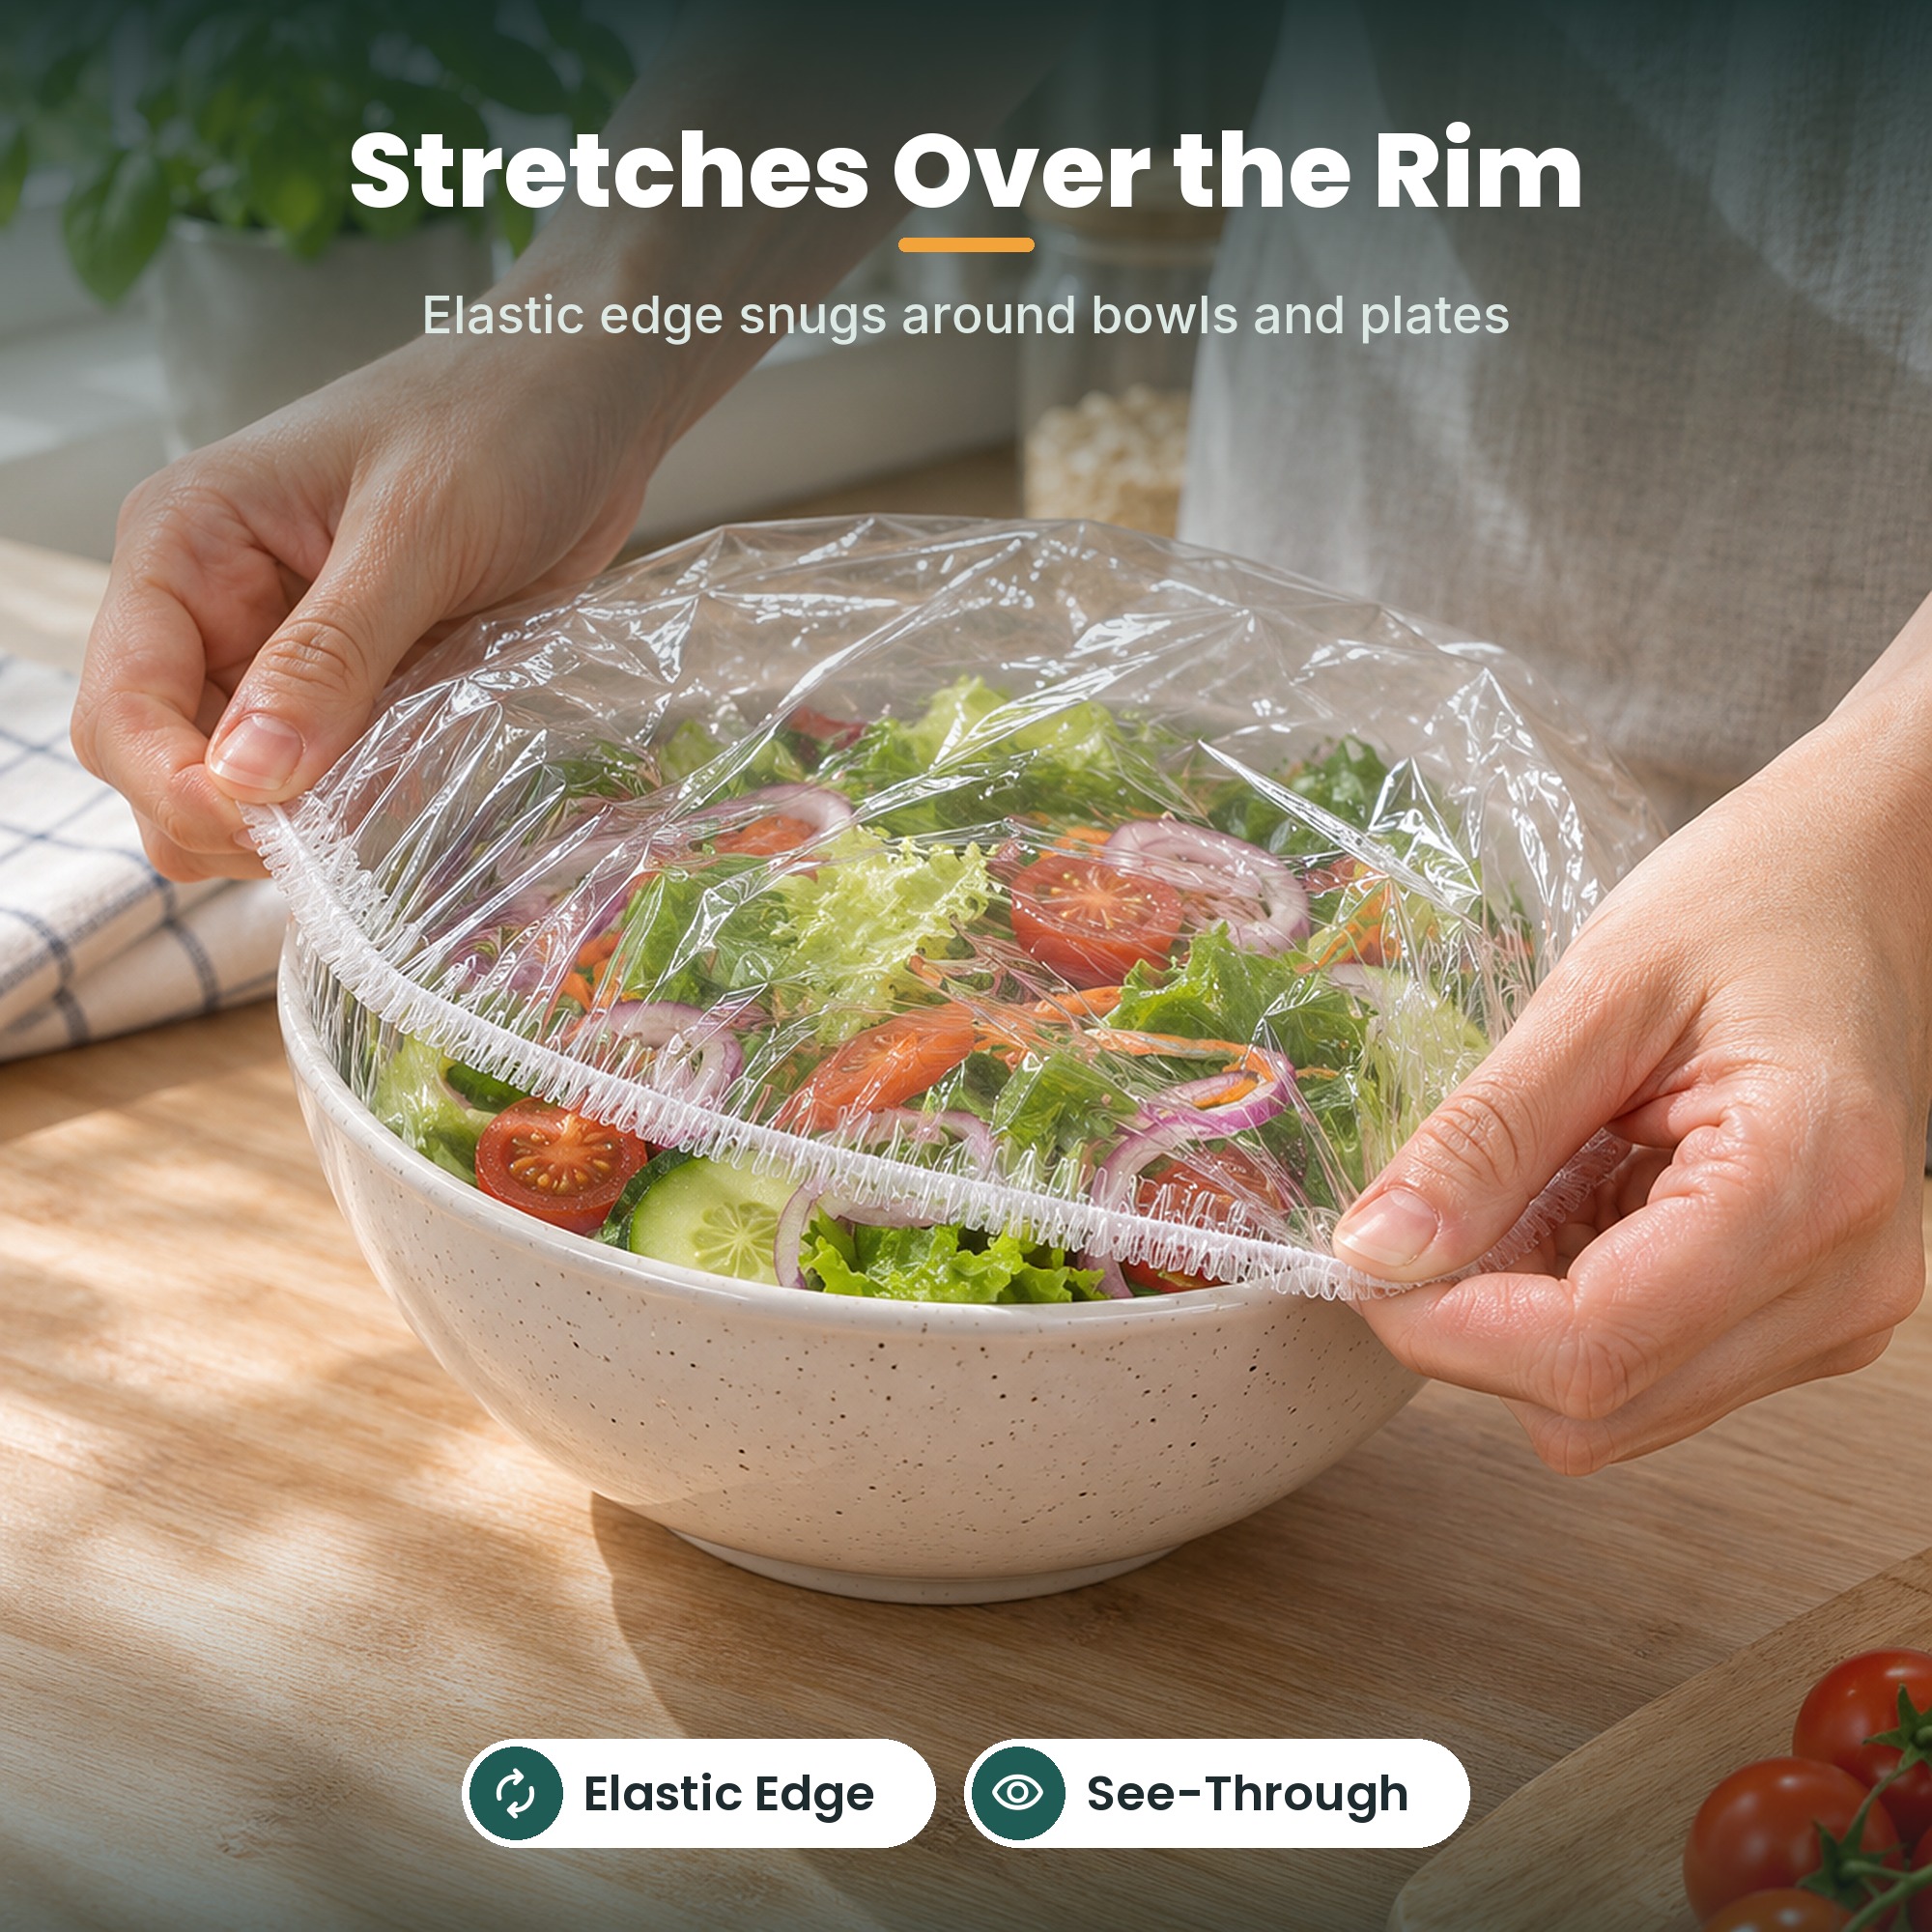 Stretches Over the Rim
Elastic edge snugs around bowls and plates
Elastic Edge
See-Through